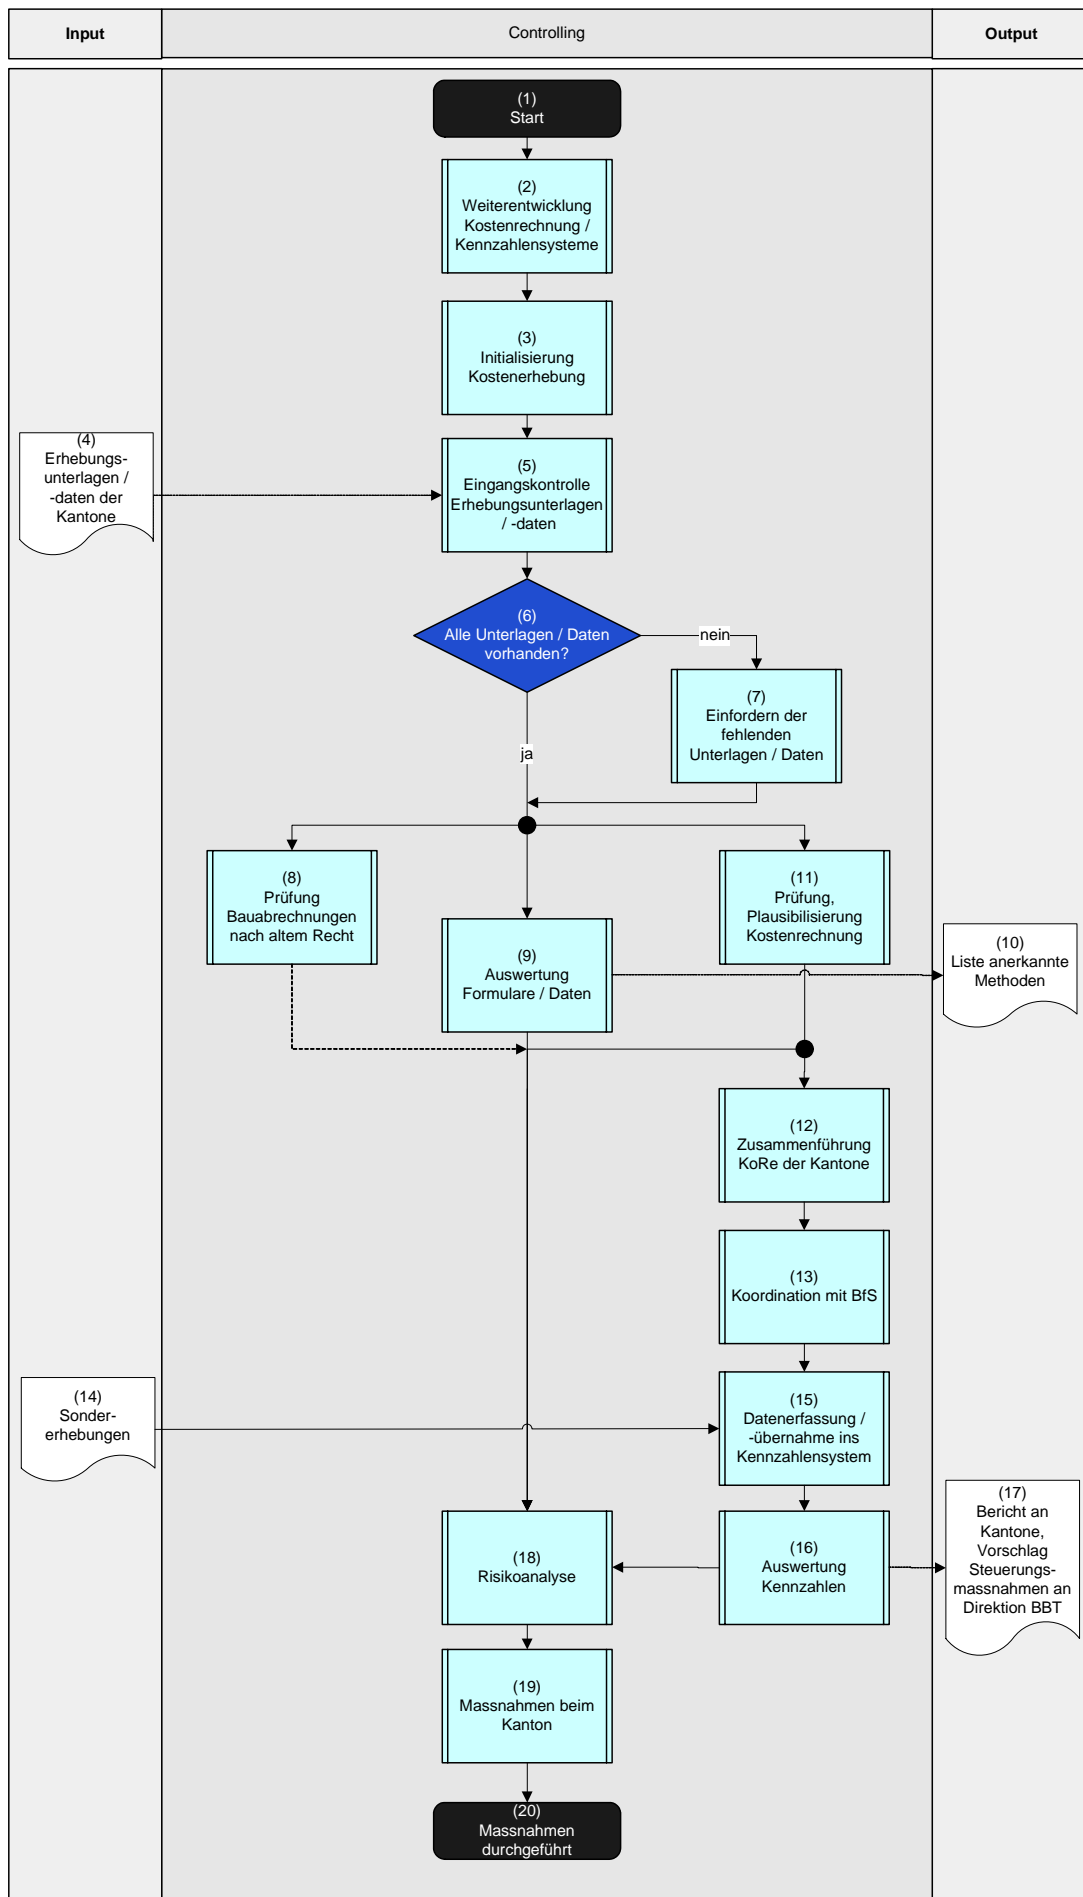 Input
Controlling
Output
(1)
Start
(2)
Weiterentwicklung
Kostenrechnung /
Kennzahlensysteme
(3)
Initialisierung
Kostenerhebung
(4)
Erhebungs-
unterlagen /
-daten der
Kantone
(5)
Eingangskontrolle
Erhebungsunterlagen
/ -daten
(6)
Alle Unterlagen / Daten
vorhanden?
nein
(7)
Einfordern der
fehlenden
Unterlagen / Daten
ja
(8)
Prüfung
Bauabrechnungen
nach altem Recht
(9)
Auswertung
Formulare / Daten
(11)
Prüfung,
Plausibilisierung
Kostenrechnung
(10)
Liste anerkannte
Methoden
(12)
Zusammenführung
KoRe der Kantone
(13)
Koordination mit BfS
(14)
Sonder-
erhebungen
(15)
Datenerfassung /
-übernahme ins
Kennzahlensystem
(16)
Auswertung
Kennzahlen
(17)
Bericht an
Kantone,
Vorschlag
Steuerungs-
massnahmen an
Direktion BBT
(18)
Risikoanalyse
(19)
Massnahmen beim
Kanton
(20)
Massnahmen
durchgeführt